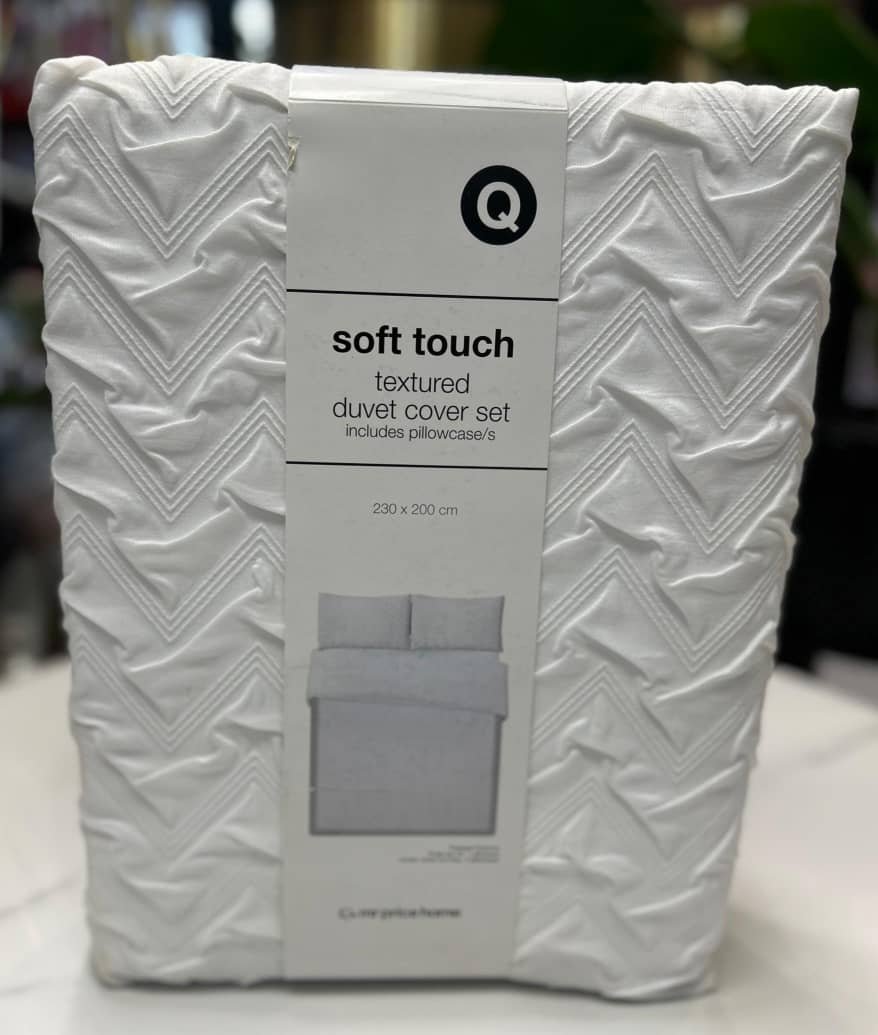 Q
soft touch
textured
duvet cover set
includes pillowcase/s
230 x 200 cm
mr price home